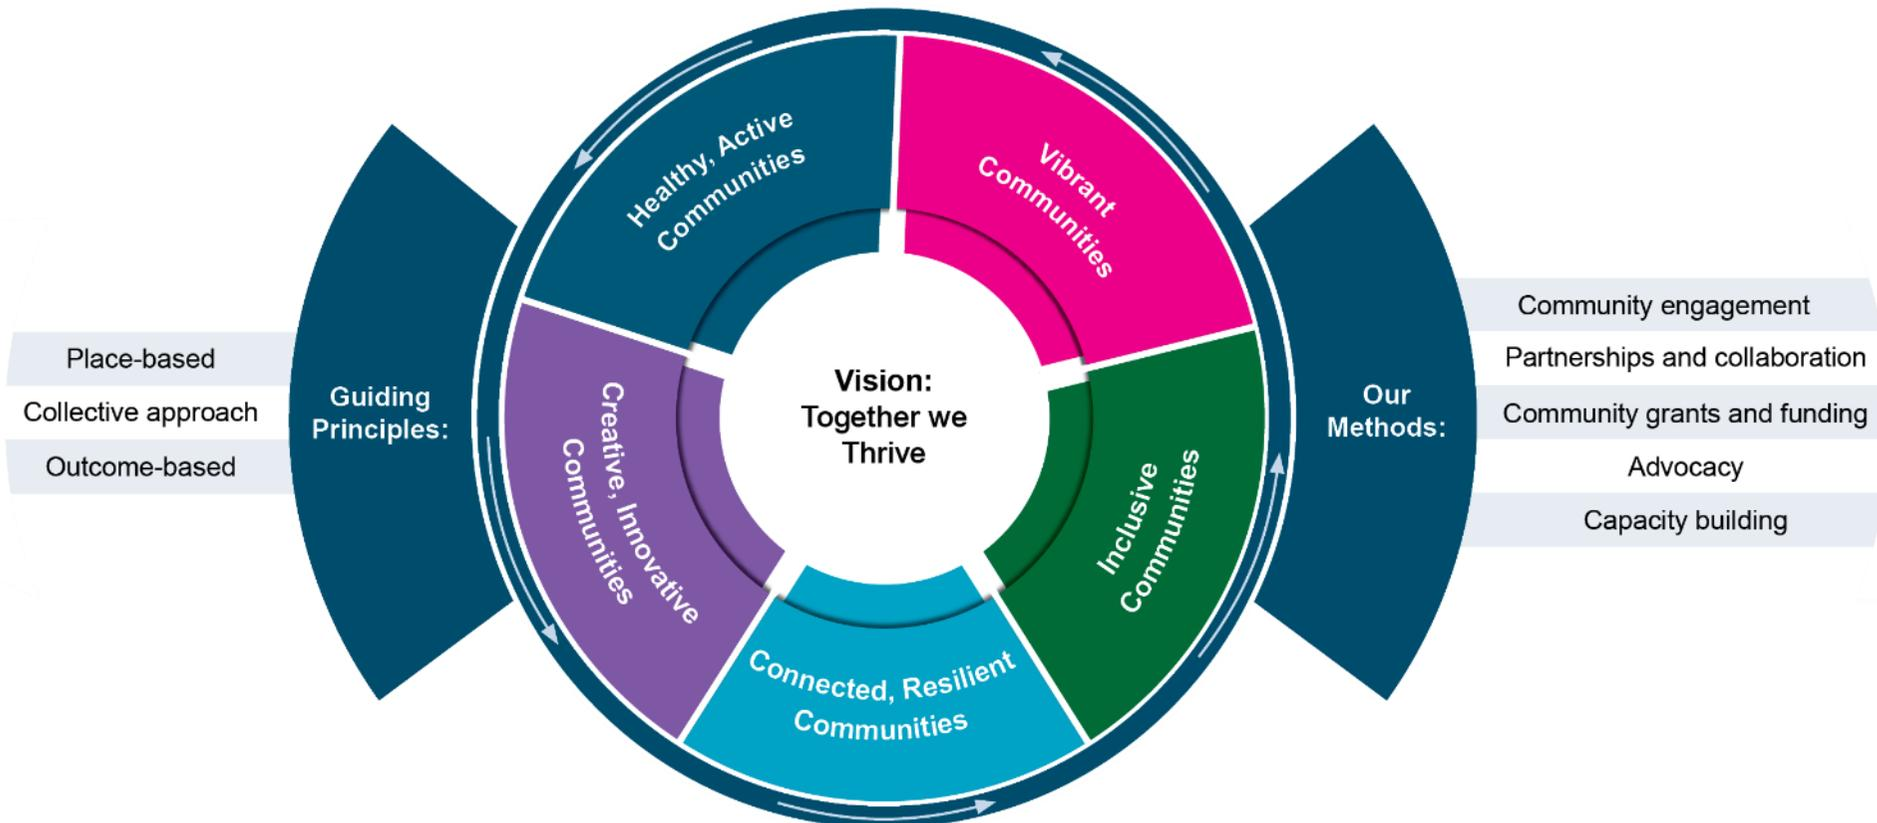 Healthy, Active
Communities
Vibrant
Communities
Place-based
Collective approach
Outcome-based
Guiding
Principles:
Creative, Innovative
Communities
Vision:
Together we
Thrive
Inclusive
Communities
Connected, Resilient
Communities
Our
Methods:
Community engagement
Partnerships and collaboration
Community grants and funding
Advocacy
Capacity building